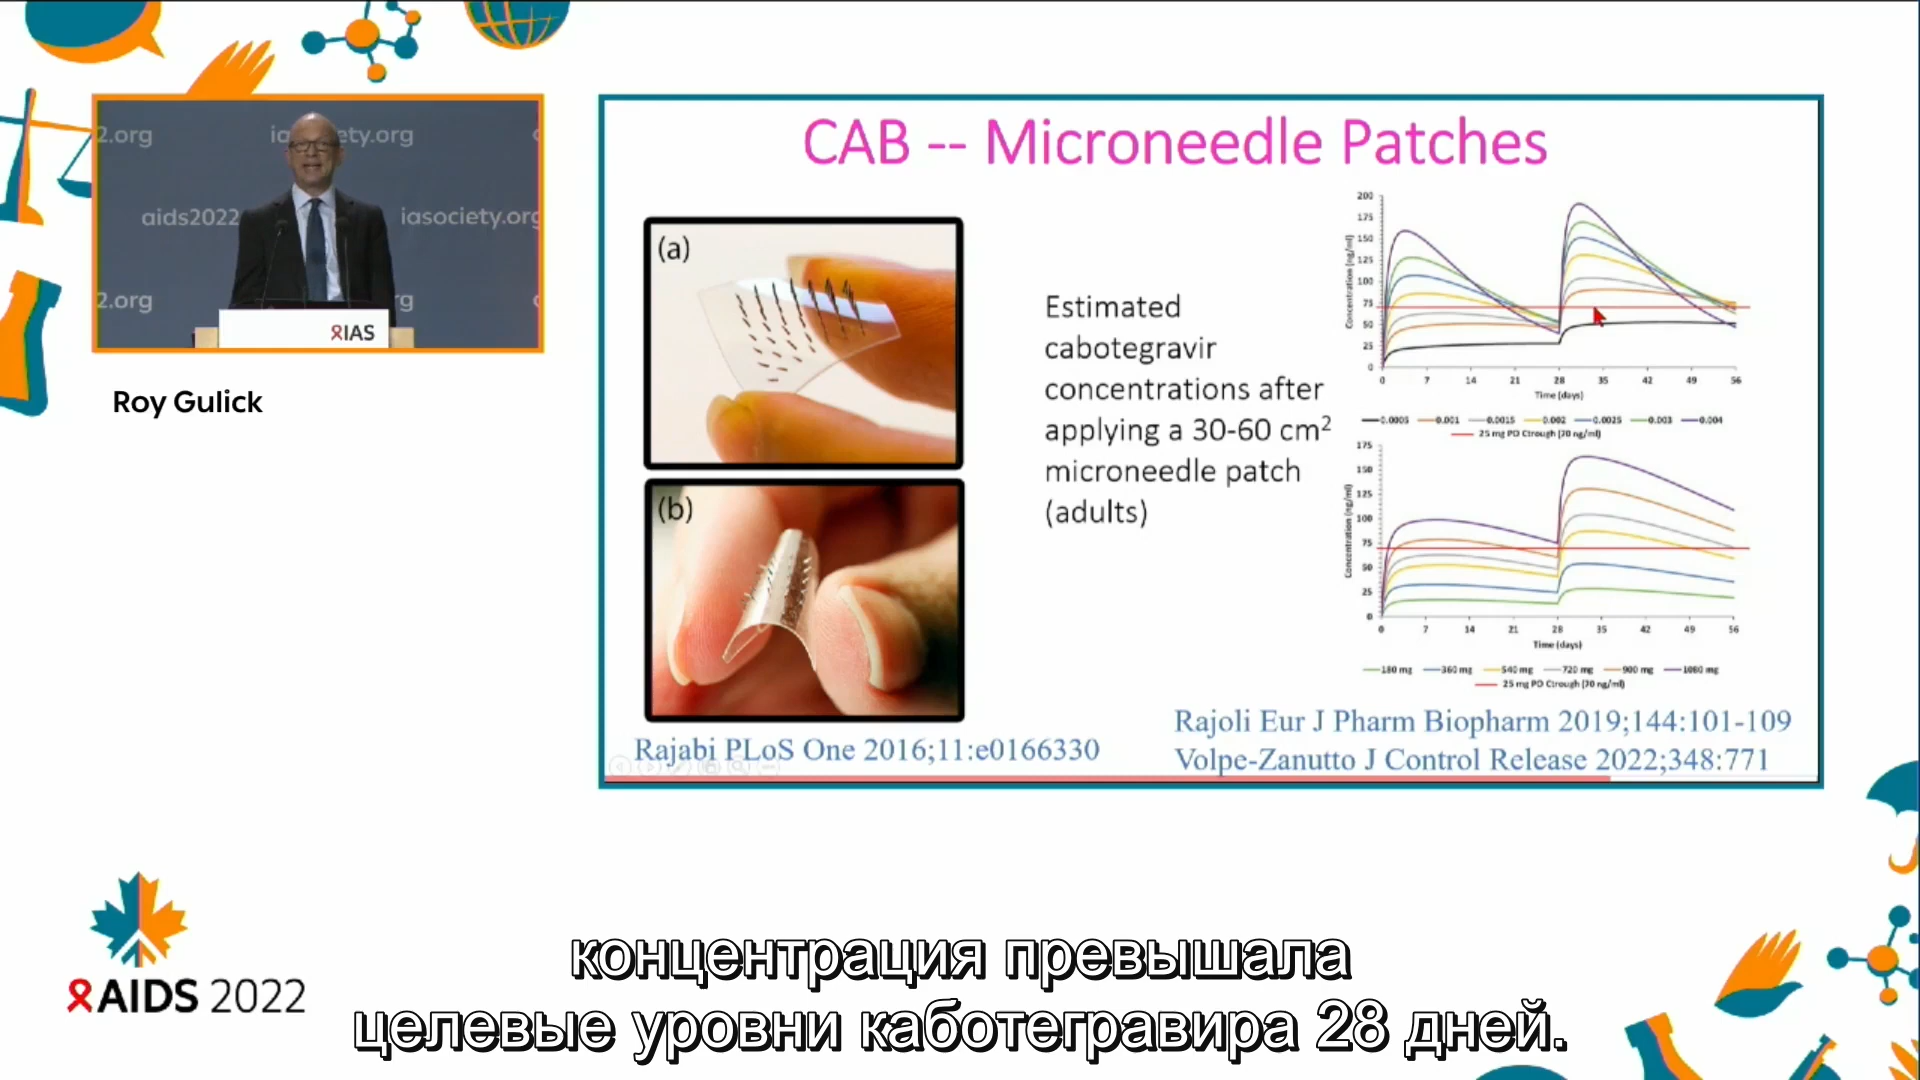 2.org
iasociety.org
aids2022
iasociety.org
2.org
IAS
Roy Gulick
CAB -- Microneedle Patches
(a)
(b)
Estimated
cabotegravir
concentrations after
applying a 30-60 cm²
microneedle patch
(adults)
200
175
150
125
100
75
50
25
0
Concentration (ng/ml)
0 7 14 21 28 35 42 49 56
Time (days)
0.0005 0.001 0.0015 0.002 0.0025 0.003 0.004
25 mg PO Ctrough (70 ng/ml)
175
150
125
100
75
50
25
0
Concentration (ng/ml)
0 7 14 21 28 35 42 49 56
Time (days)
180 mg 360 mg 540 mg 720 mg 900 mg 1080 mg
25 mg PO Ctrough (70 ng/ml)
Rajabi PLoS One 2016;11:e0166330
Rajoli Eur J Pharm Biopharm 2019;144:101-109
Volpe-Zanutto J Control Release 2022;348:771
AIDS 2022
концентрация превышала
целевые уровни каботегравира 28 дней.